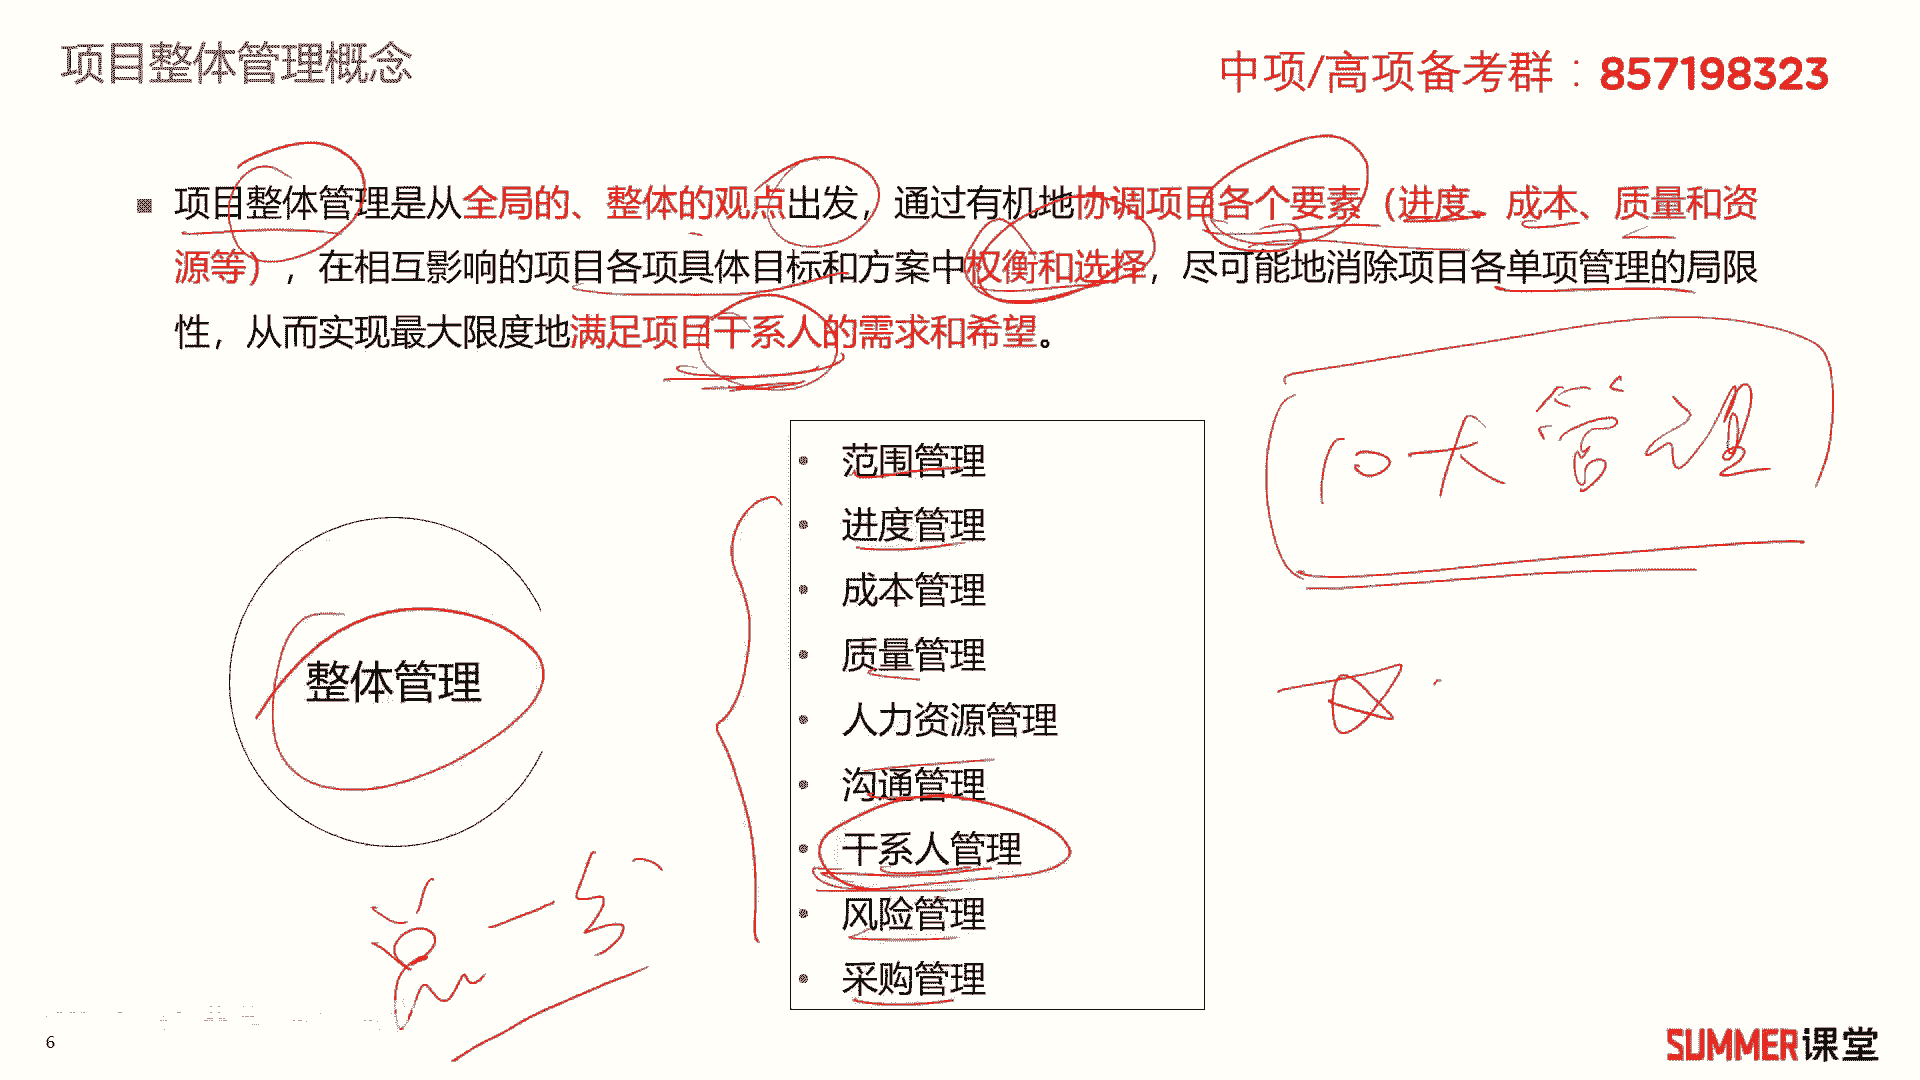 项目整体管理概念
中项/高项备考群：857198323
项目整体管理是从全局的、整体的观点出发，通过有机地协调项目各个要素（进度、成本、质量和资
源等），在相互影响的项目各项具体目标和方案中权衡和选择，尽可能地消除项目各单项管理的局限
性，从而实现最大限度地满足项目干系人的需求和希望。
10大管理
整体管理
范围管理
进度管理
成本管理
质量管理
人力资源管理
沟通管理
干系人管理
风险管理
采购管理
总一分
6
SUMMER课堂